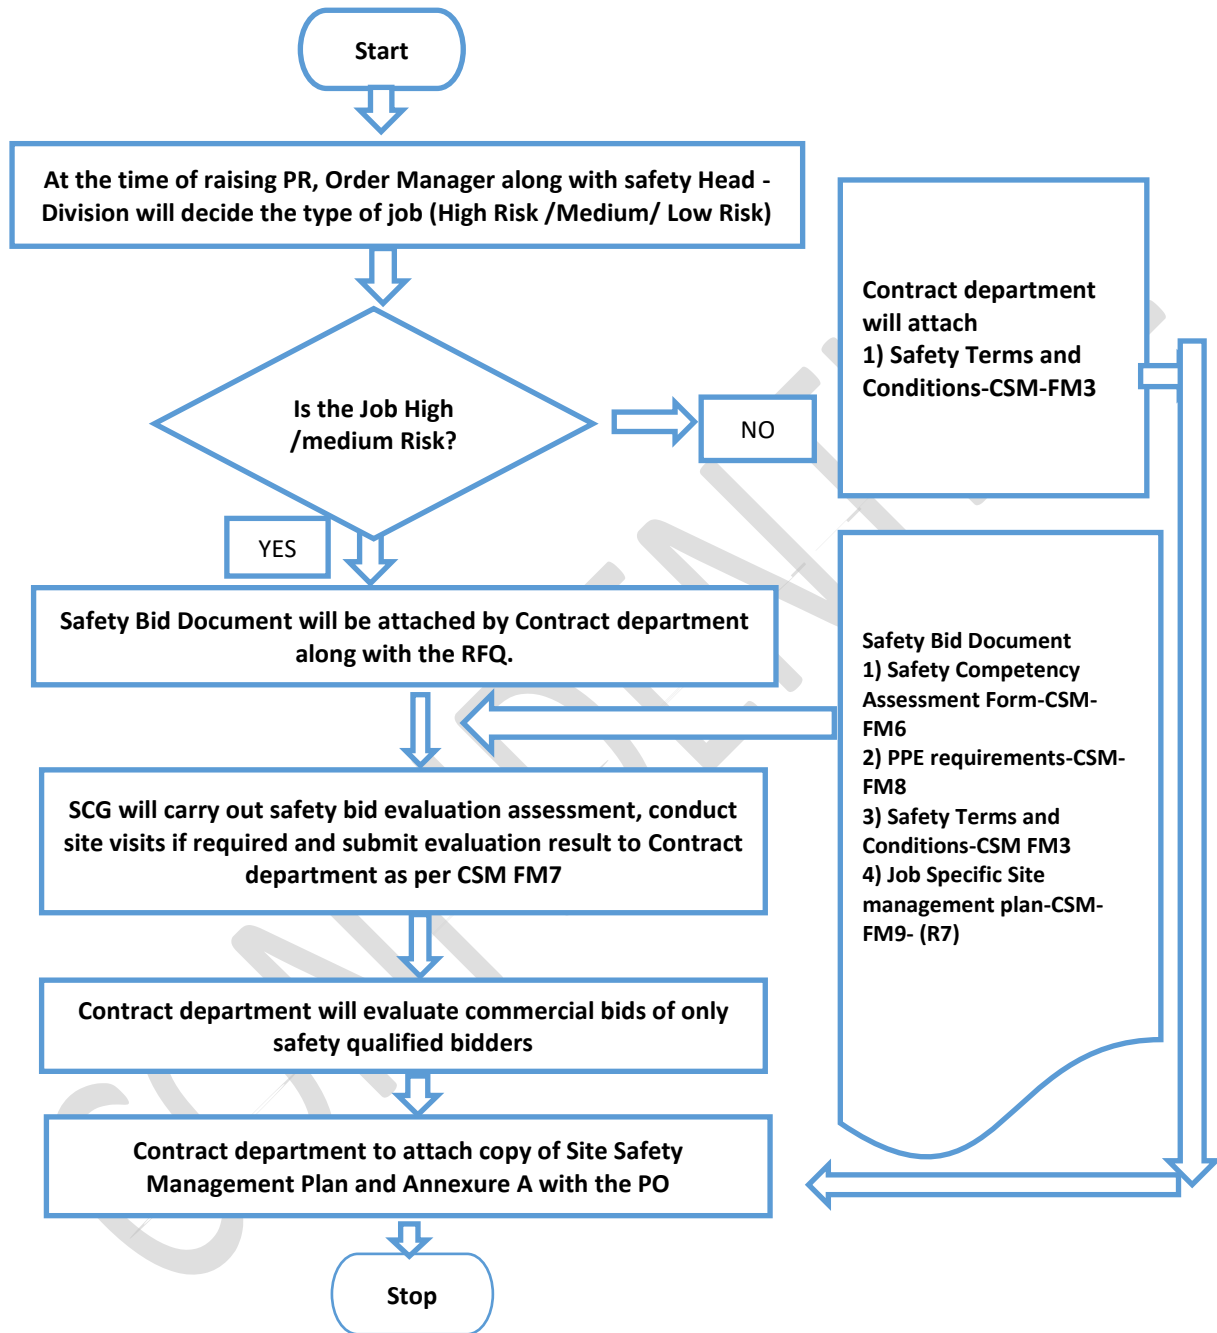 Start
At the time of raising PR, Order Manager along with safety Head -
Division will decide the type of job (High Risk /Medium/ Low Risk)
Is the Job High
/medium Risk?
NO
Contract department
will attach
1) Safety Terms and
Conditions-CSM-FM3
YES
Safety Bid Document will be attached by Contract department
along with the RFQ.
Safety Bid Document
1) Safety Competency
Assessment Form-CSM-
FM6
2) PPE requirements-CSM-
FM8
3) Safety Terms and
Conditions-CSM FM3
4) Job Specific Site
management plan-CSM-
FM9- (R7)
SCG will carry out safety bid evaluation assessment, conduct
site visits if required and submit evaluation result to Contract
department as per CSM FM7
Contract department will evaluate commercial bids of only
safety qualified bidders
Contract department to attach copy of Site Safety
Management Plan and Annexure A with the PO
Stop